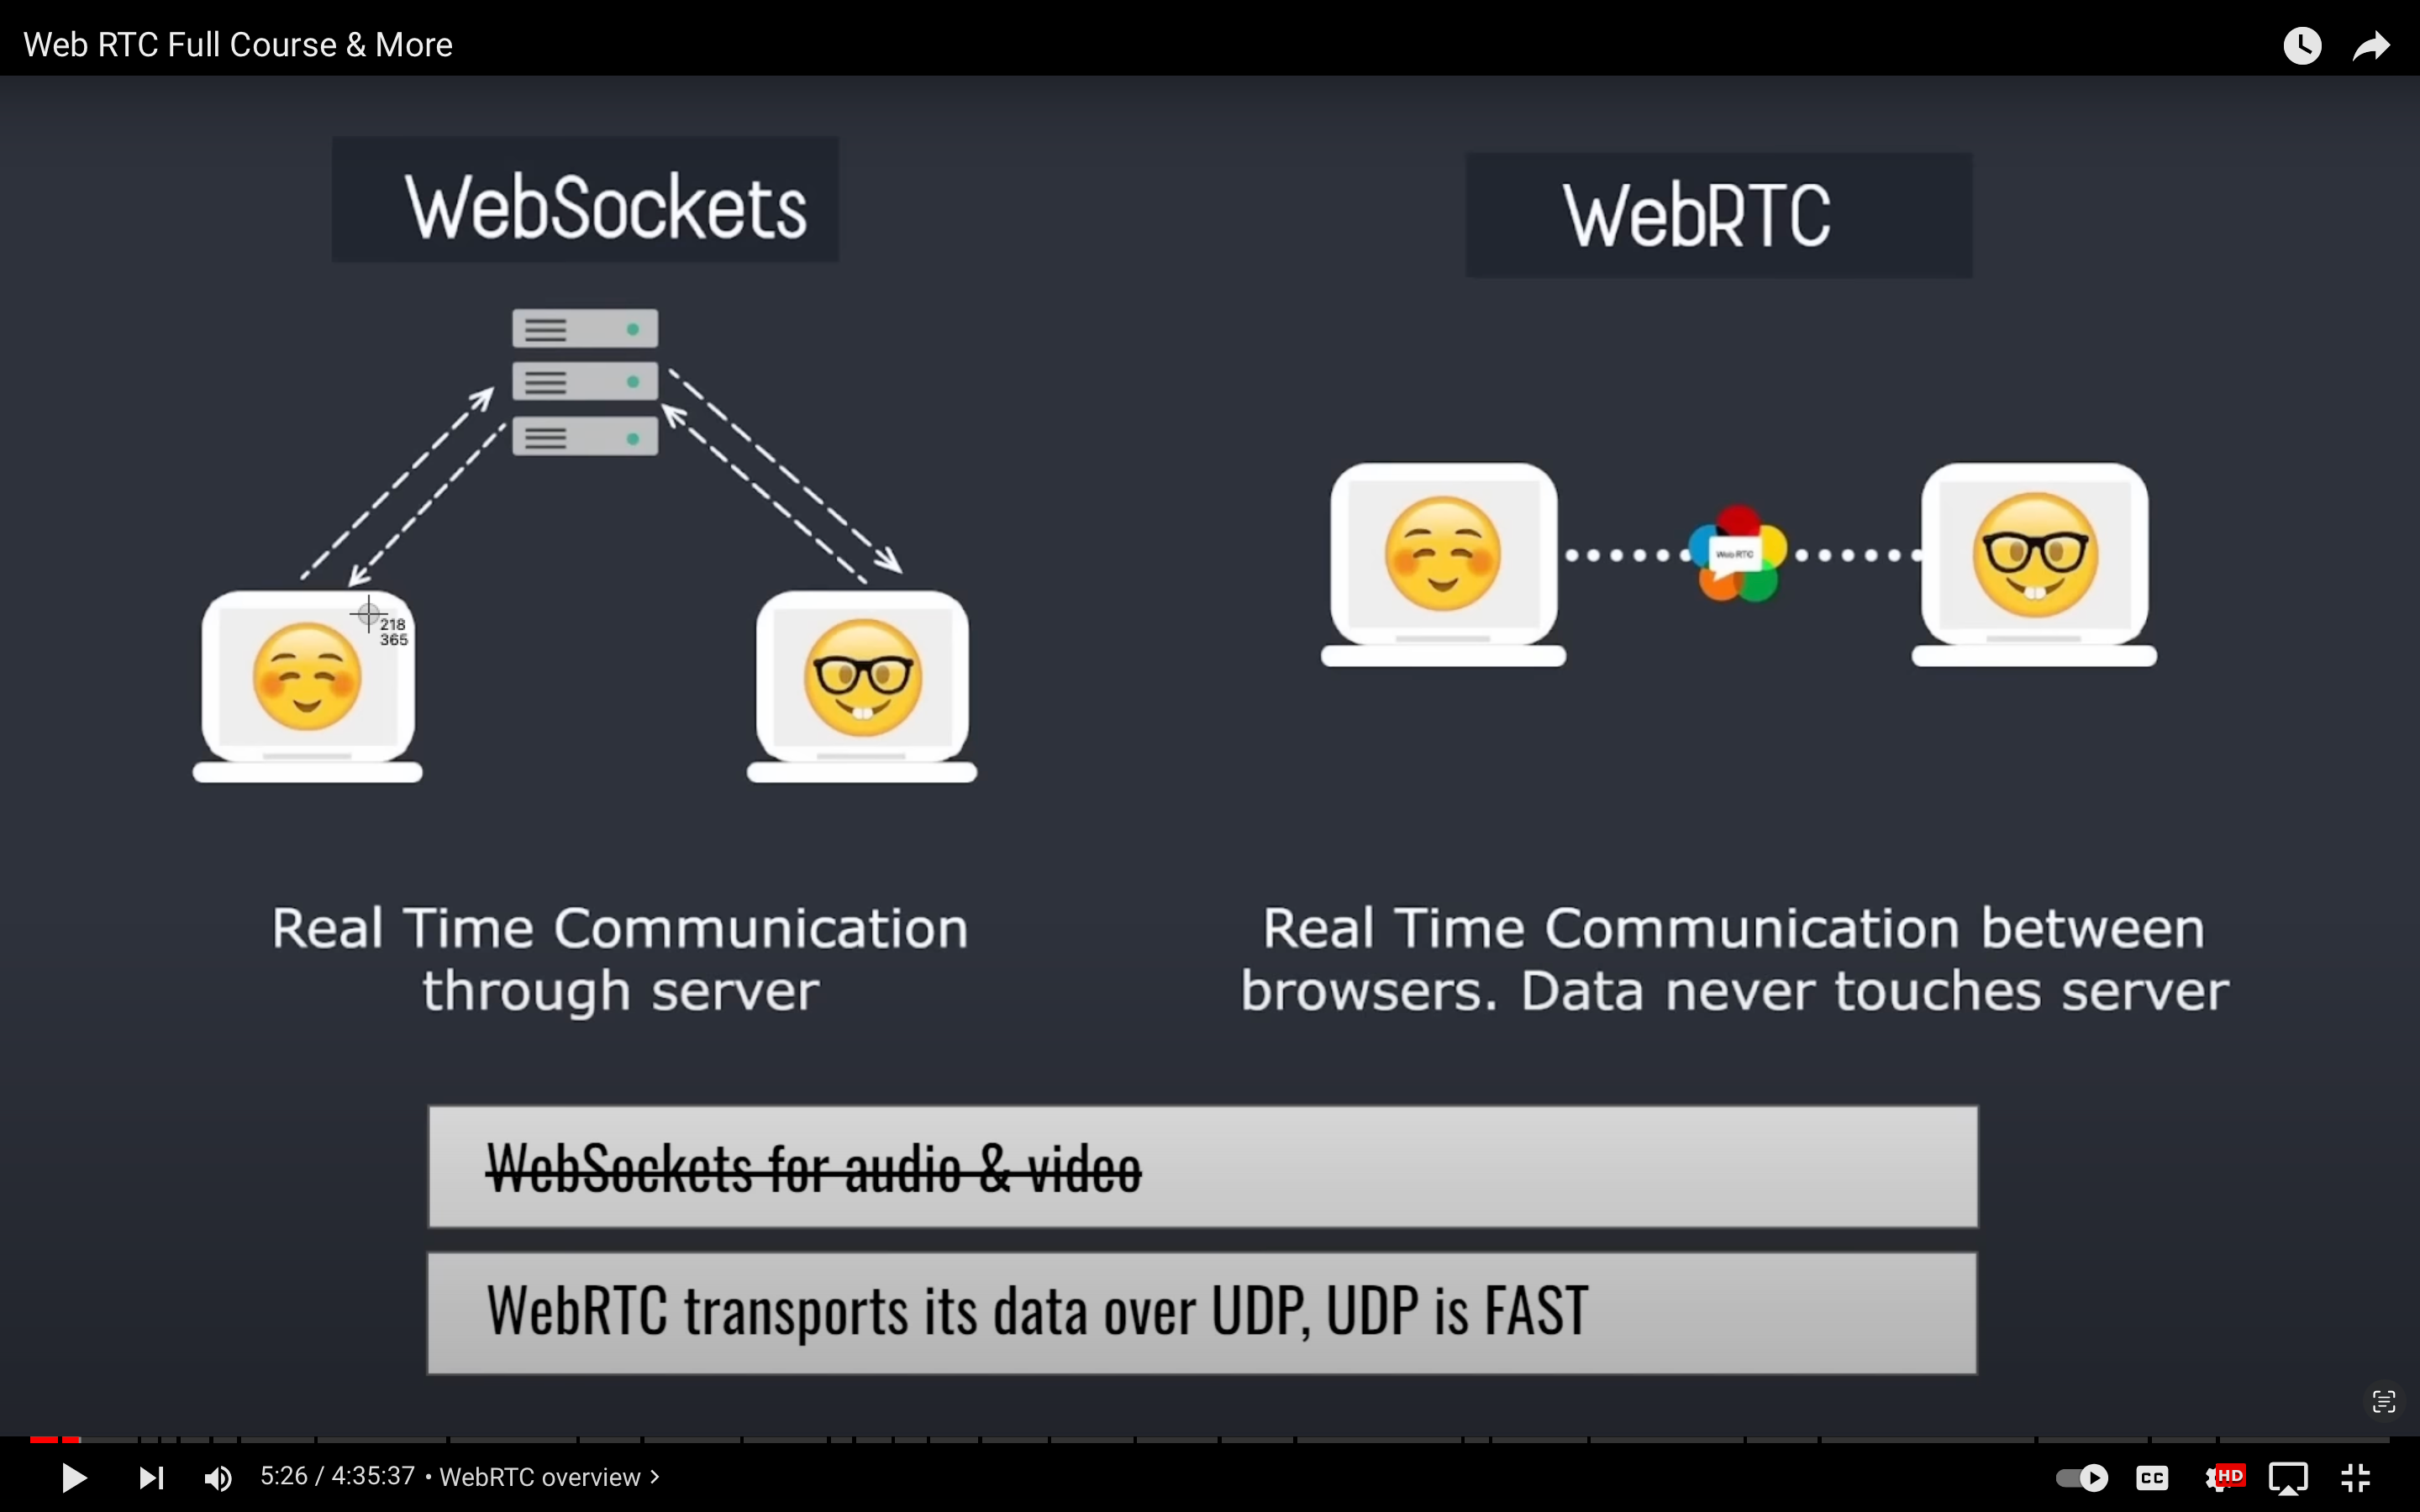 Web RTC Full Course & More
WebSockets
WebRTC
218
365
Web RTC
Real Time Communication
through server
Real Time Communication between
browsers. Data never touches server
WebSockets for audio & video
WebRTC transports its data over UDP, UDP is FAST
5:26 / 4:35:37 • WebRTC overview >
CC
HD